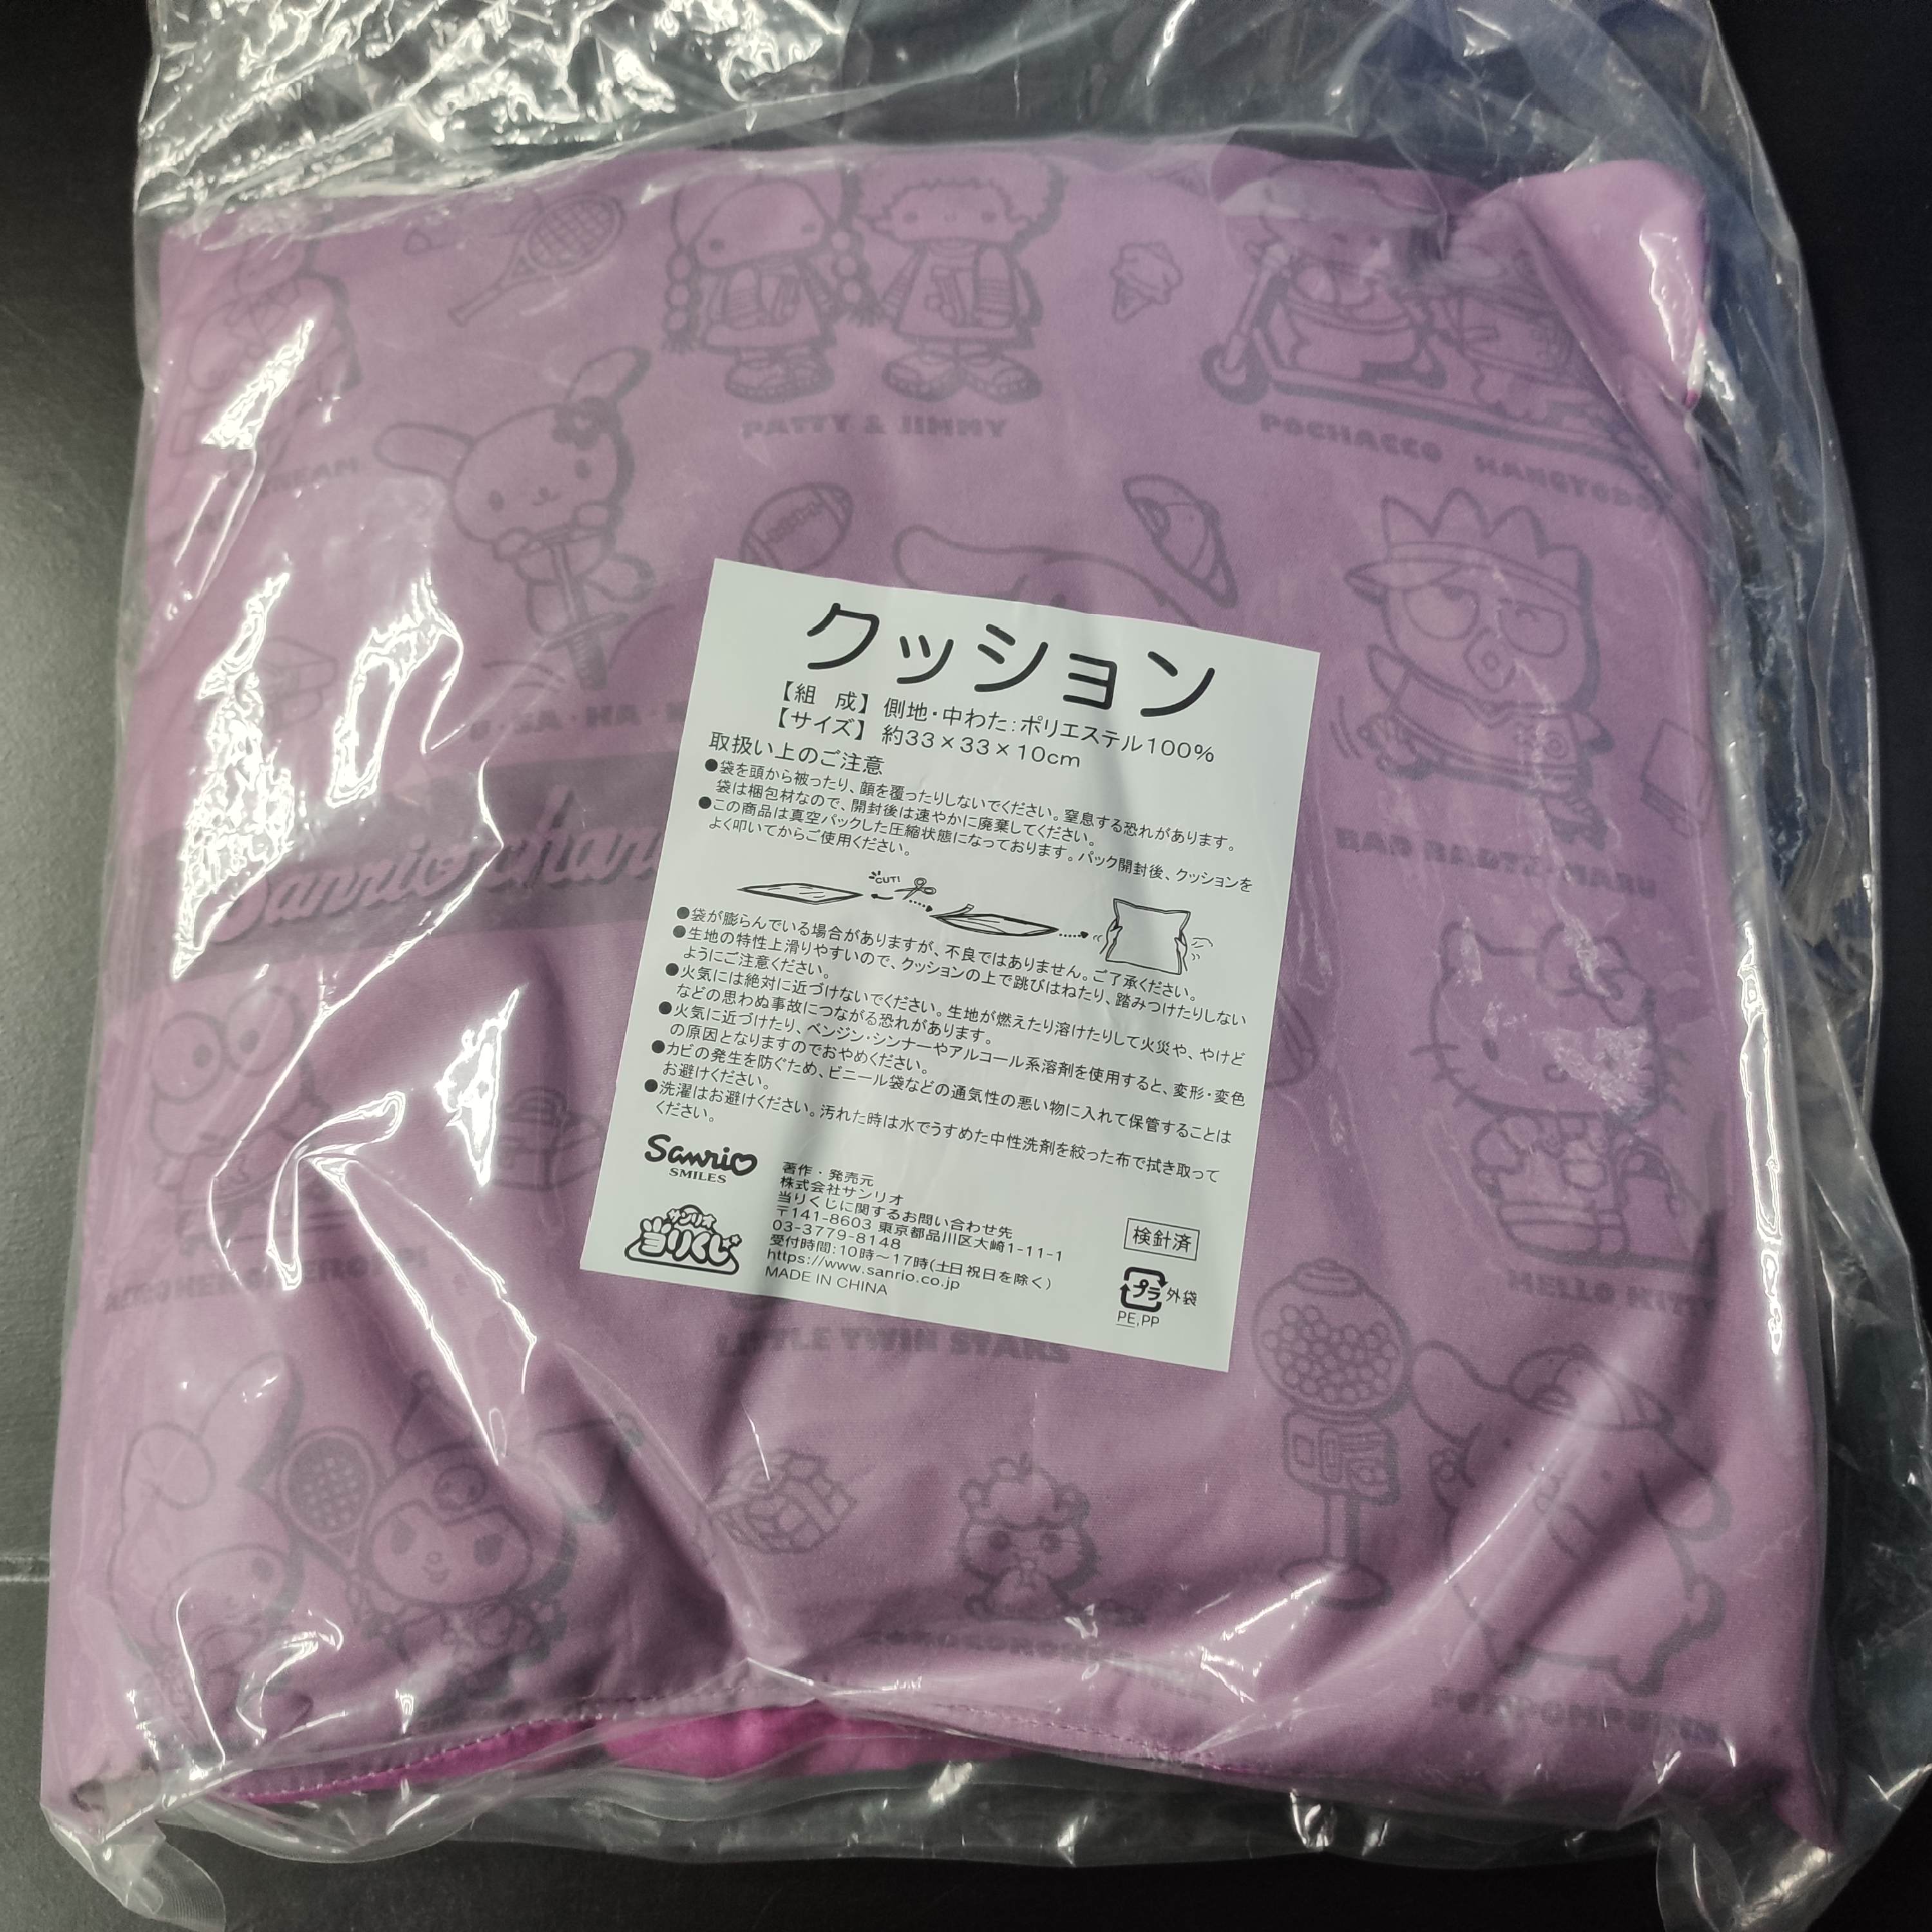 PATTY & JIMMY
POCHACCO HANGYODON
U・SA・HA・NA
Sanrio char
BAD BADTZ-MARU
HELLO KITTY
LITTLE TWIN STARS
POMPOMPURIN
クッション
【組 成】側地・中わた:ポリエステル100%
【サイズ】約33×33×10cm
取扱い上のご注意
●袋を頭から被ったり、顔を覆ったりしないでください。窒息する恐れがあります。
袋は梱包材なので、開封後は速やかに廃棄してください。
●この商品は真空パックした圧縮状態になっております。パック開封後、クッションを
よく叩いてからご使用ください。
CUT!
●袋が膨らんでいる場合がありますが、不良ではありません。ご了承ください。
●生地の特性上滑りやすいので、クッションの上で跳びはねたり、踏みつけたりしない
ようにご注意ください。
●火気には絶対に近づけないでください。生地が燃えたり溶けたりして火災や、やけど
などの思わぬ事故につながる恐れがあります。
●火気に近づけたり、ベンジン・シンナーやアルコール系溶剤を使用すると、変形・変色
の原因となりますのでおやめください。
●カビの発生を防ぐため、ビニール袋などの通気性の悪い物に入れて保管することは
お避けください。
●洗濯はお避けください。汚れた時は水でうすめた中性洗剤を絞った布で拭き取って
ください。
Sanrio
SMILES
サンリオ
当りくじ
著作・発売元
株式会社サンリオ
当りくじに関するお問い合わせ先
〒141-8603 東京都品川区大崎1-11-1
03-3779-8148
受付時間:10時～17時(土日祝日を除く)
https://www.sanrio.co.jp
MADE IN CHINA
検針済
プラ 外袋
PE,PP